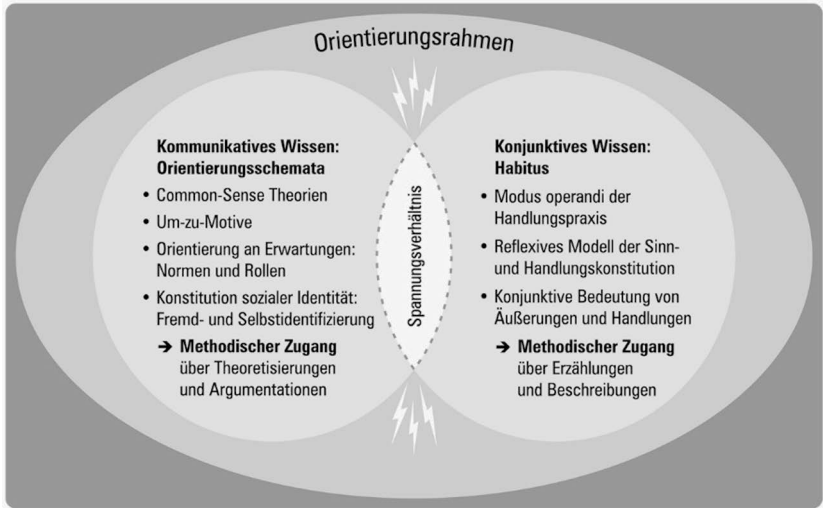 Orientierungsrahmen
Kommunikatives Wissen:
Orientierungsschemata
• Common-Sense Theorien
• Um-zu-Motive
• Orientierung an Erwartungen:
Normen und Rollen
• Konstitution sozialer Identität:
Fremd- und Selbstidentifizierung
→ Methodischer Zugang
über Theoretisierungen
und Argumentationen
Spannungsverhältnis
Konjunktives Wissen:
Habitus
• Modus operandi der
Handlungspraxis
• Reflexives Modell der Sinn-
und Handlungskonstitution
• Konjunktive Bedeutung von
Äußerungen und Handlungen
→ Methodischer Zugang
über Erzählungen
und Beschreibungen